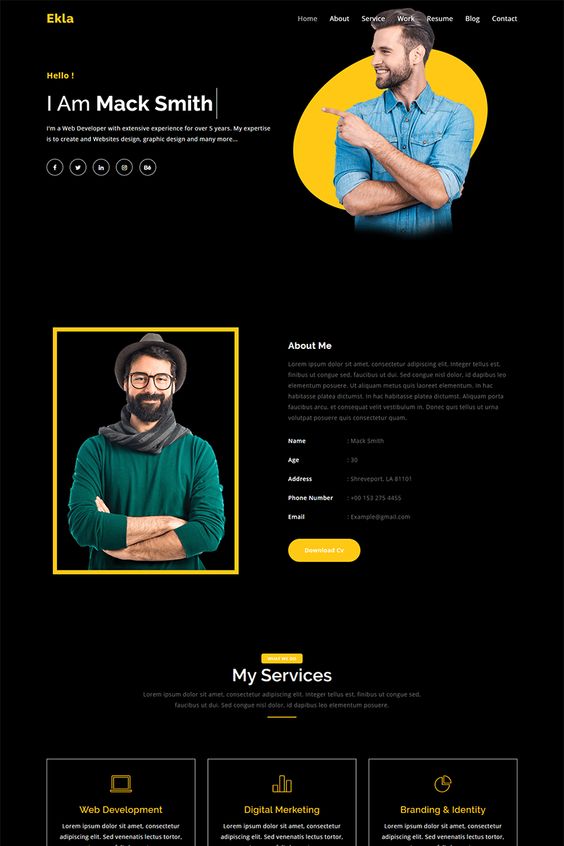 Ekla
Home About Service Work Resume Blog Contact
Hello !
I Am Mack Smith
I'm a Web Developer with extensive experience for over 5 years. My expertise
is to create and Websites design, graphic design and many more...
Bē
About Me
Lorem ipsum dolor sit amet, consectetur adipiscing elit. Integer tellus est,
finibus ut congue sed, faucibus ut dui. Sed congue nisl dolor, id dapibus leo
elementum posuere. Ut aliquam metus quis laoreet elementum. In hac
habitasse platea dictumst. In hac habitasse platea dictumst. Aliquam porta
faucibus arcu, et consequat velit vestibulum in. Donec quis tellus ut urna
volutpat posuere quis consectetur quam.
Name : Mack Smith
Age : 30
Address : Shreveport, LA 81101
Phone Number : +00 153 275 4455
Email : Example@gmail.com
Download Cv
WHAT WE DO
My Services
Lorem ipsum dolor sit amet, consectetur adipiscing elit. Integer tellus est, finibus ut congue
sed, faucibus ut dui. Sed congue nisl dolor, id dapibus leo elementum posuere.
Web Development
Lorem ipsum dolor sit amet, consectetur
adipiscing elit. Aenean venenatis lectus tortor,
Digital Marketing
Lorem ipsum dolor sit amet, consectetur
adipiscing elit. Aenean venenatis lectus tortor,
Branding & Identity
Lorem ipsum dolor sit amet, consectetur
adipiscing elit. Aenean venenatis lectus tortor,